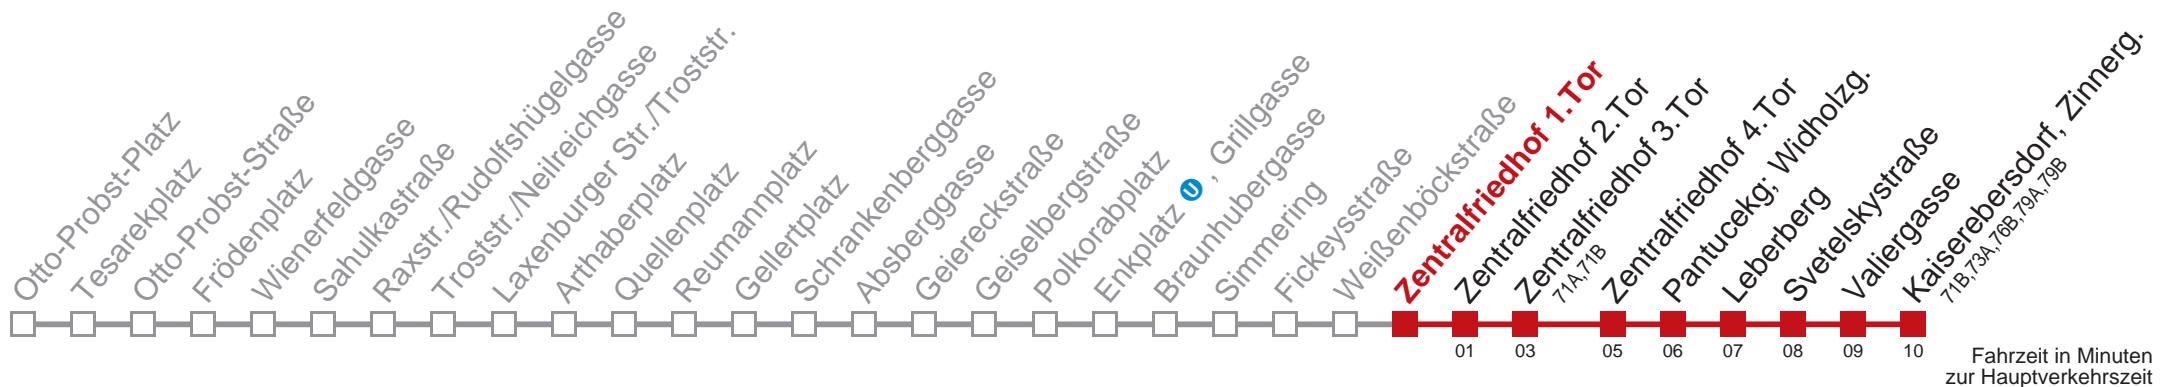 Otto-Probst-Platz
Tesarekplatz
Otto-Probst-Straße
Frödenplatz
Wienerfeldgasse
Sahulkastraße
Raxstr./Rudolfshügelgasse
Troststr./Neilreichgasse
Laxenburger Str./Troststr.
Arthaberplatz
Quellenplatz
Reumannplatz
Gellertplatz
Schrankenberggasse
Absberggasse
Geiereckstraße
Geiselbergstraße
Polkorabplatz
Enkplatz U, Grillgasse
Braunhubergasse
Simmering
Fickeysstraße
Weißenböckstraße
Zentralfriedhof 1.Tor
Zentralfriedhof 2.Tor
Zentralfriedhof 3.Tor
71A,71B
Zentralfriedhof 4.Tor
Pantucekg; Widholzg.
Leberberg
Svetelskystraße
Valiergasse
Kaiserebersdorf, Zinnerg.
71B,73A,76B,79A,79B
01 03 05 06 07 08 09 10
Fahrzeit in Minuten
zur Hauptverkehrszeit